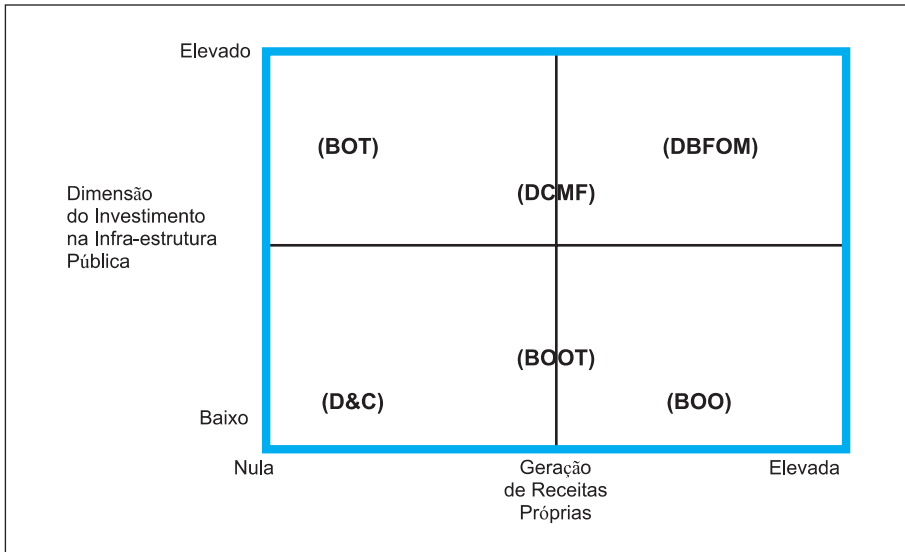 Elevado
(BOT)
(DBFOM)
(DCMF)
Dimensão
do Investimento
na Infra-estrutura
Pública
(BOOT)
(D&C)
(BOO)
Baixo
Nula
Geração
de Receitas
Próprias
Elevada